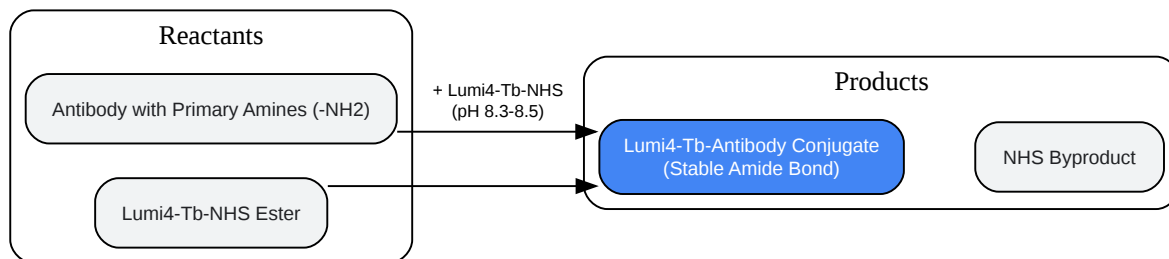 Reactants
Antibody with Primary Amines (-NH2)
Lumi4-Tb-NHS Ester
+ Lumi4-Tb-NHS
(pH 8.3-8.5)
Products
Lumi4-Tb-Antibody Conjugate
(Stable Amide Bond)
NHS Byproduct